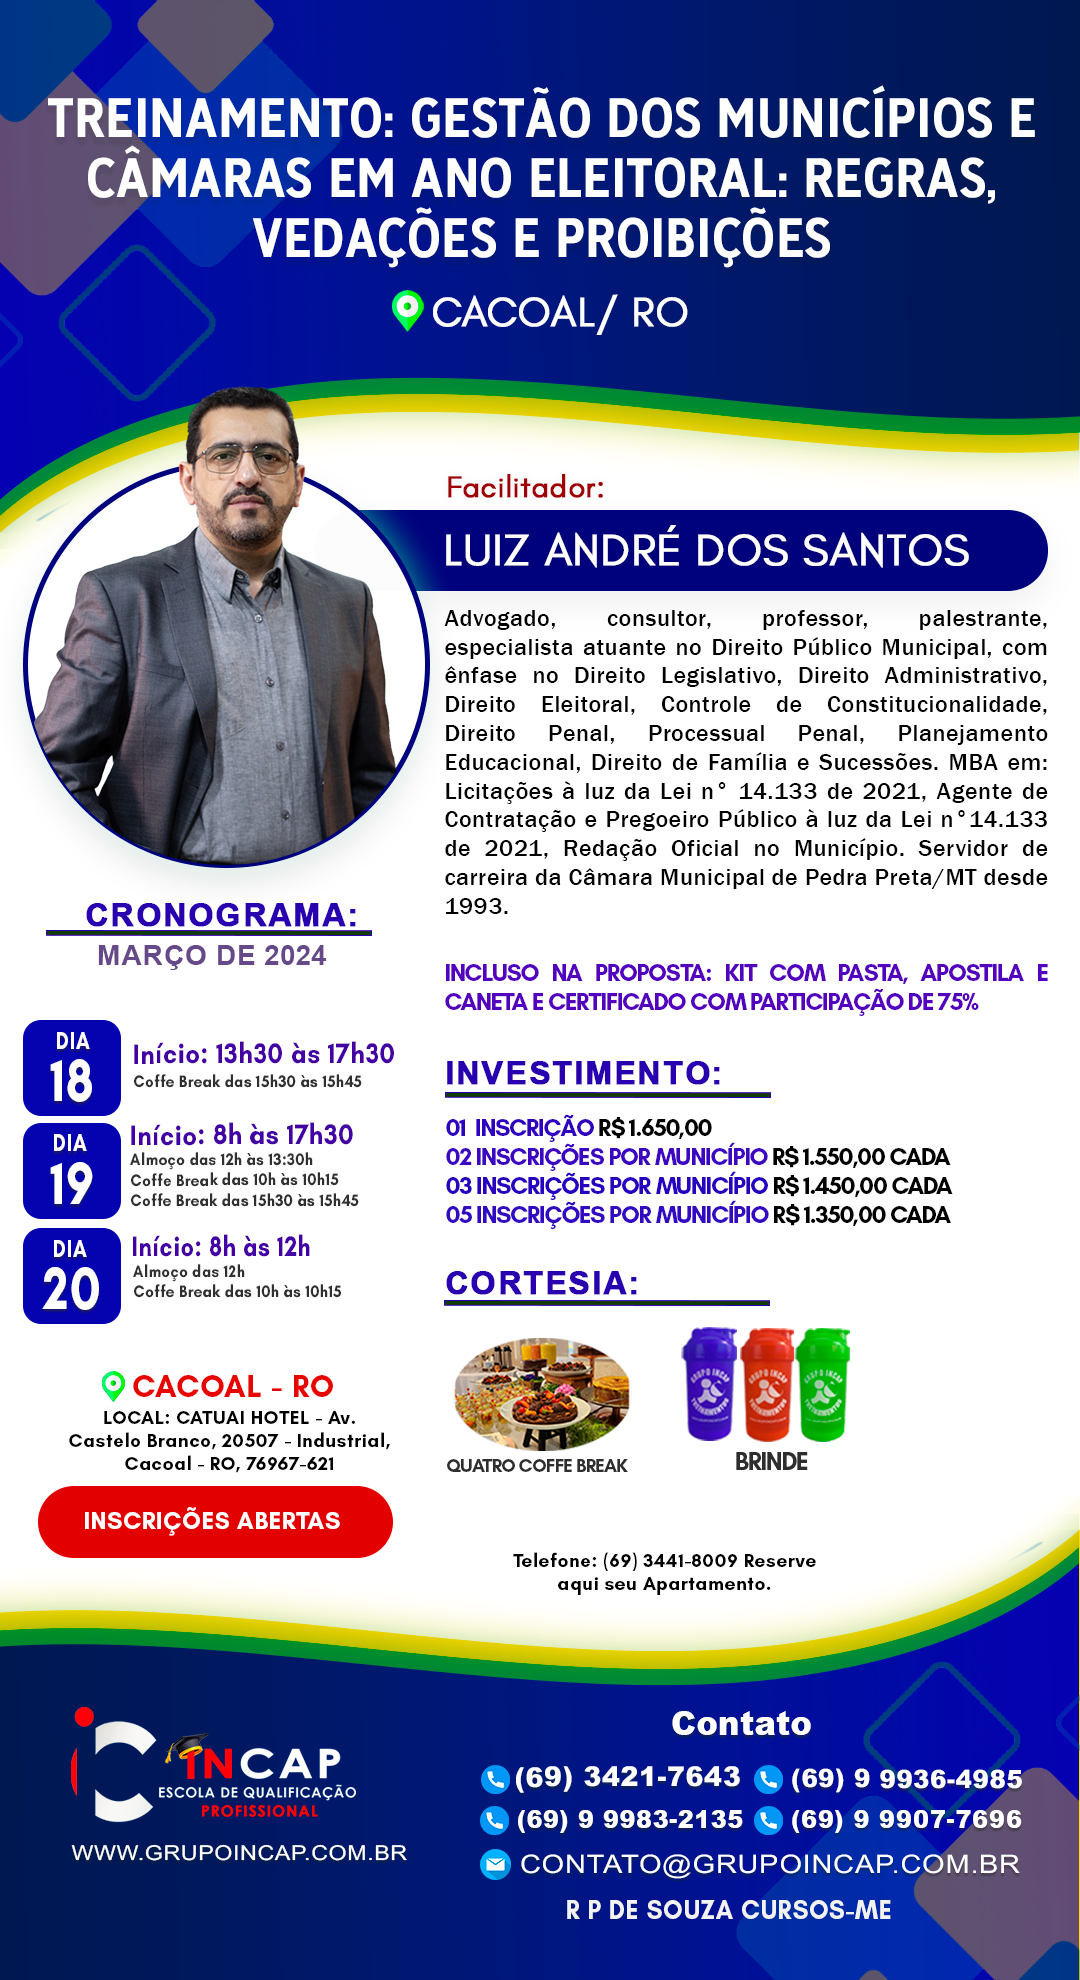 TREINAMENTO: GESTÃO DOS MUNICÍPIOS E
CÂMARAS EM ANO ELEITORAL: REGRAS,
VEDAÇÕES E PROIBIÇÕES
CACOAL/ RO
Facilitador:
LUIZ ANDRÉ DOS SANTOS
Advogado, consultor, professor, palestrante,
especialista atuante no Direito Público Municipal, com
ênfase no Direito Legislativo, Direito Administrativo,
Direito Eleitoral, Controle de Constitucionalidade,
Direito Penal, Processual Penal, Planejamento
Educacional, Direito de Família e Sucessões. MBA em:
Licitações à luz da Lei n° 14.133 de 2021, Agente de
Contratação e Pregoeiro Público à luz da Lei n°14.133
de 2021, Redação Oficial no Município. Servidor de
carreira da Câmara Municipal de Pedra Preta/MT desde
1993.
INCLUSO NA PROPOSTA: KIT COM PASTA, APOSTILA E
CANETA E CERTIFICADO COM PARTICIPAÇÃO DE 75%
CRONOGRAMA:
MARÇO DE 2024
DIA
18
Início: 13h30 às 17h30
Coffe Break das 15h30 às 15h45
DIA
19
Início: 8h às 17h30
Almoço das 12h às 13:30h
Coffe Break das 10h às 10h15
Coffe Break das 15h30 às 15h45
DIA
20
Início: 8h às 12h
Almoço das 12h
Coffe Break das 10h às 10h15
CACOAL - RO
LOCAL: CATUAI HOTEL - Av.
Castelo Branco, 20507 - Industrial,
Cacoal - RO, 76967-621
INSCRIÇÕES ABERTAS
INVESTIMENTO:
01 INSCRIÇÃO R$ 1.650,00
02 INSCRIÇÕES POR MUNICÍPIO R$ 1.550,00 CADA
03 INSCRIÇÕES POR MUNICÍPIO R$ 1.450,00 CADA
05 INSCRIÇÕES POR MUNICÍPIO R$ 1.350,00 CADA
CORTESIA:
GRUPO INCAP
TREINAMENTOS
GRUPO INCAP
TREINAMENTOS
GRUPO INCAP
TREINAMENTOS
QUATRO COFFE BREAK
BRINDE
Telefone: (69) 3441-8009 Reserve
aqui seu Apartamento.
INCAP
ESCOLA DE QUALIFICAÇÃO
PROFISSIONAL
WWW.GRUPOINCAP.COM.BR
Contato
(69) 3421-7643 (69) 9 9936-4985
(69) 9 9983-2135 (69) 9 9907-7696
CONTATO@GRUPOINCAP.COM.BR
R P DE SOUZA CURSOS-ME